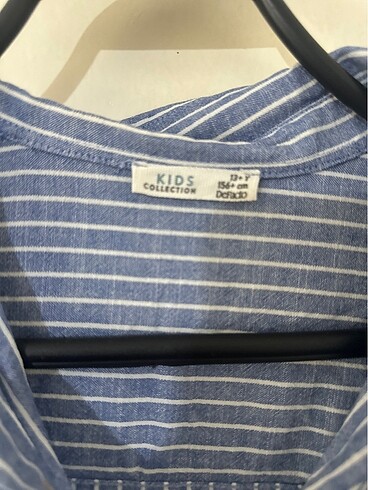 KIDS
COLLECTION
13+ Y
156+ cm
DeFacto